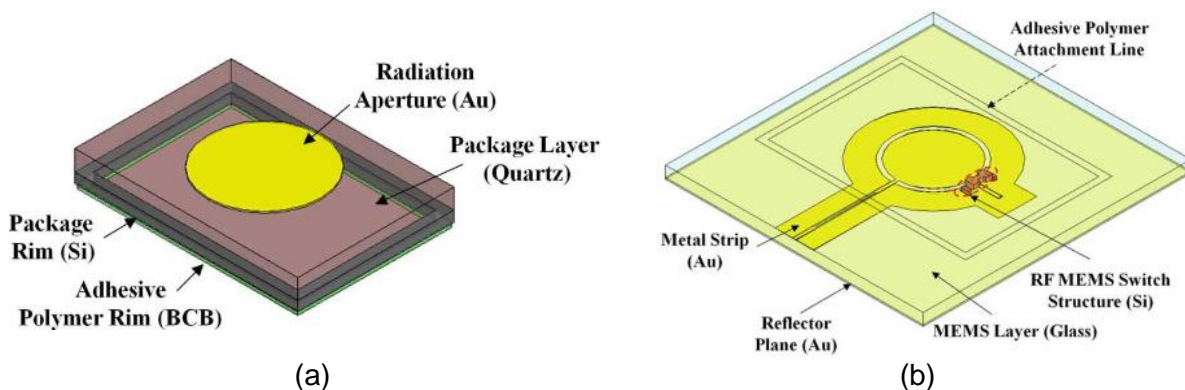 Radiation
Aperture (Au)
Package Layer
(Quartz)
Package
Rim (Si)
Adhesive
Polymer Rim (BCB)
(a)
Adhesive Polymer
Attachment Line
Metal Strip
(Au)
RF MEMS Switch
Structure (Si)
Reflector
Plane (Au)
MEMS Layer (Glass)
(b)